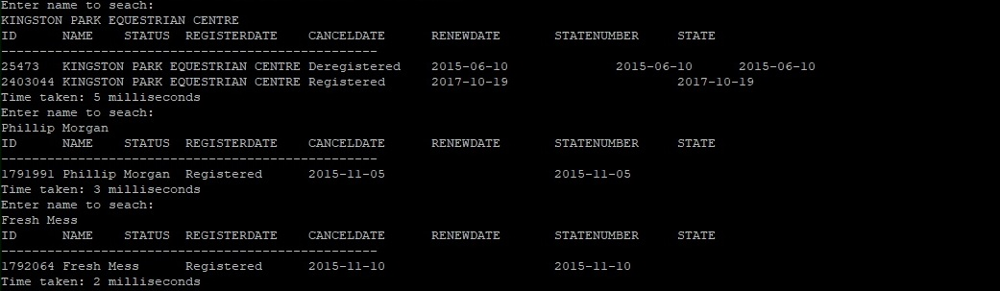 Enter name to seach:
KINGSTON PARK EQUESTRIAN CENTRE
ID NAME STATUS REGISTERDATE CANCELDATE RENEWDATE STATENUMBER STATE
-------------------------------------------------
25473 KINGSTON PARK EQUESTRIAN CENTRE Deregistered 2015-06-10 2015-06-10 2015-06-10
2403044 KINGSTON PARK EQUESTRIAN CENTRE Registered 2017-10-19 2017-10-19
Time taken: 5 milliseconds
Enter name to seach:
Phillip Morgan
ID NAME STATUS REGISTERDATE CANCELDATE RENEWDATE STATENUMBER STATE
-------------------------------------------------
1791991 Phillip Morgan Registered 2015-11-05 2015-11-05
Time taken: 3 milliseconds
Enter name to seach:
Fresh Mess
ID NAME STATUS REGISTERDATE CANCELDATE RENEWDATE STATENUMBER STATE
-------------------------------------------------
1792064 Fresh Mess Registered 2015-11-10 2015-11-10
Time taken: 2 milliseconds